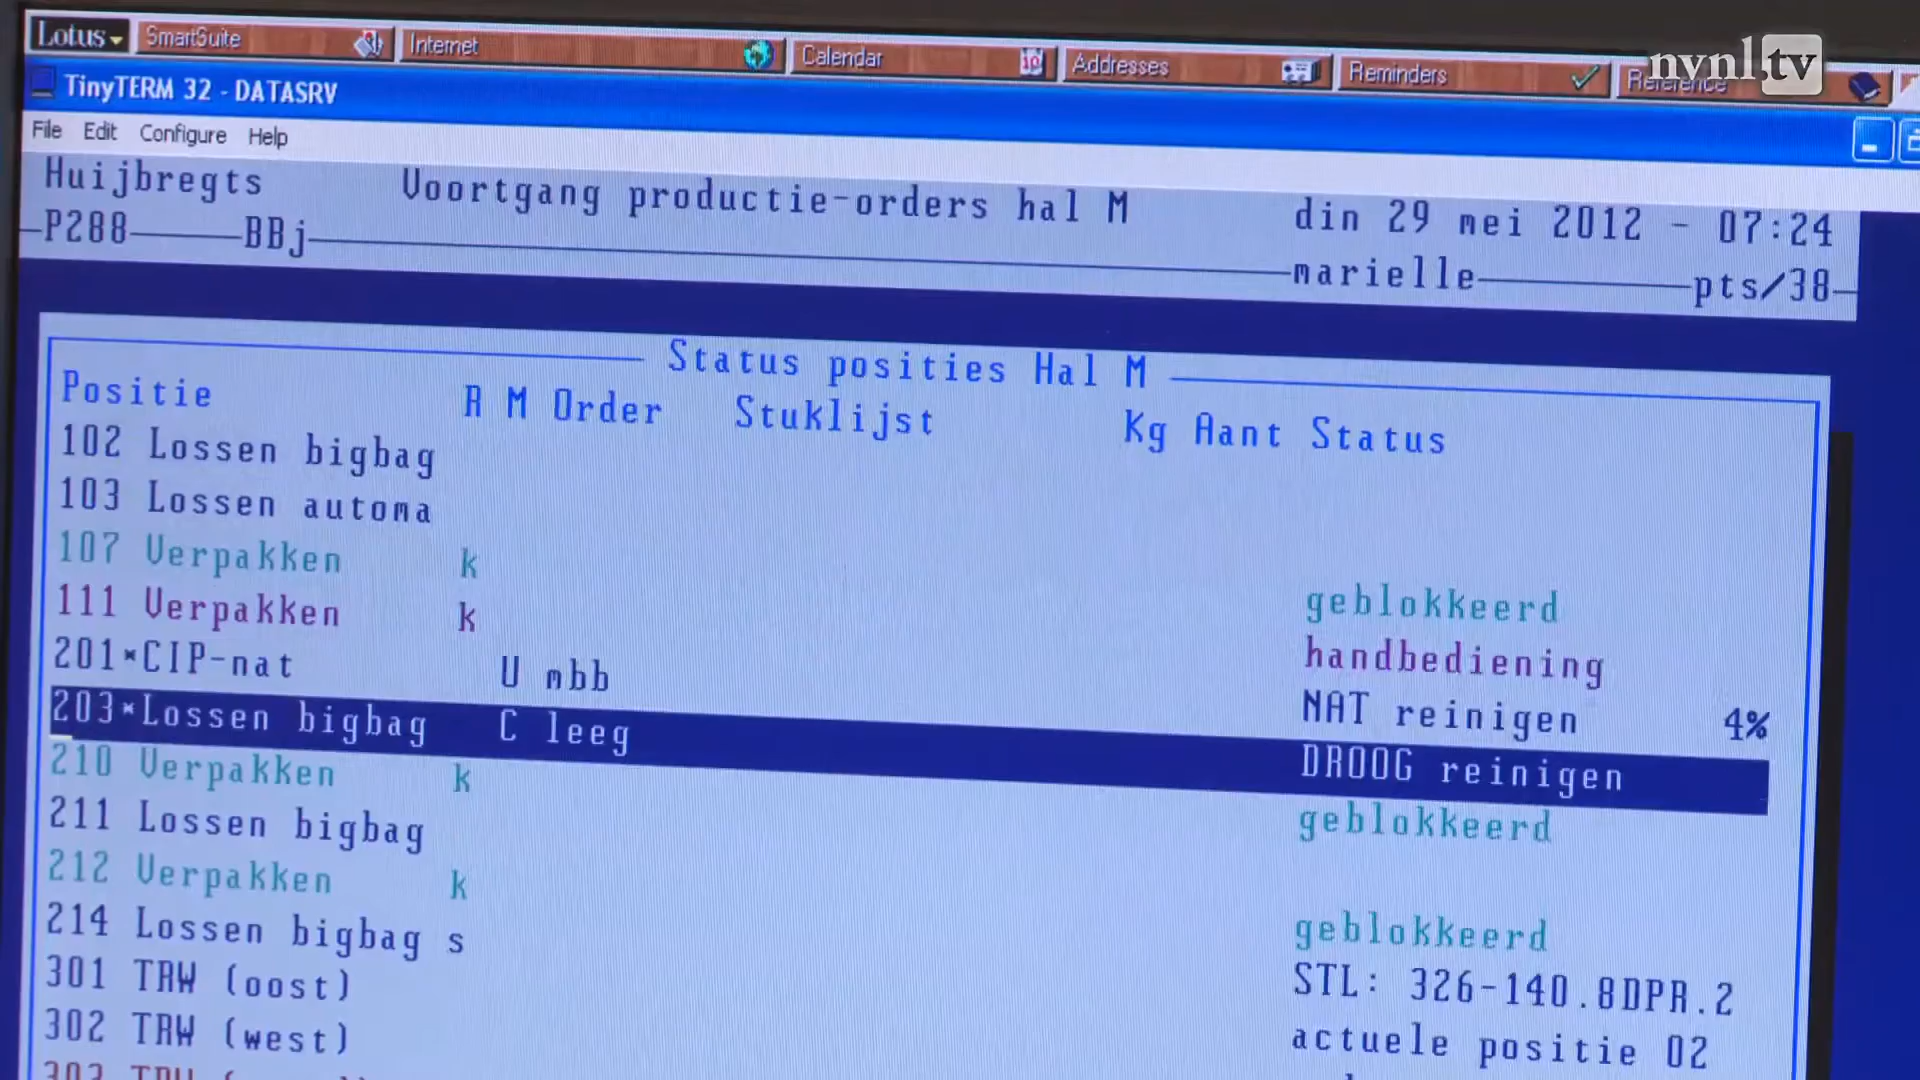 Lotus SmartSuite Internet Calendar Addresses Reminders Reference
nvnl.tv
TinyTERM 32 - DATASRV
File Edit Configure Help
Huijbregts Voortgang productie-orders hal M din 29 mei 2012 - 07:24
P288 BBj marielle pts/38
Status posities Hal M
Positie R M Order Stuklijst Kg Aant Status
102 Lossen bigbag
103 Lossen automa
107 Verpakken k geblokkeerd
111 Verpakken k handbediening
201*CIP-nat U mbb NAT reinigen 4%
203*Lossen bigbag C leeg DROOG reinigen
210 Verpakken k geblokkeerd
211 Lossen bigbag
212 Verpakken k geblokkeerd
214 Lossen bigbag s STL: 326-140.8DPR.2
301 TRW (oost) actuele positie 02
302 TRW (west)